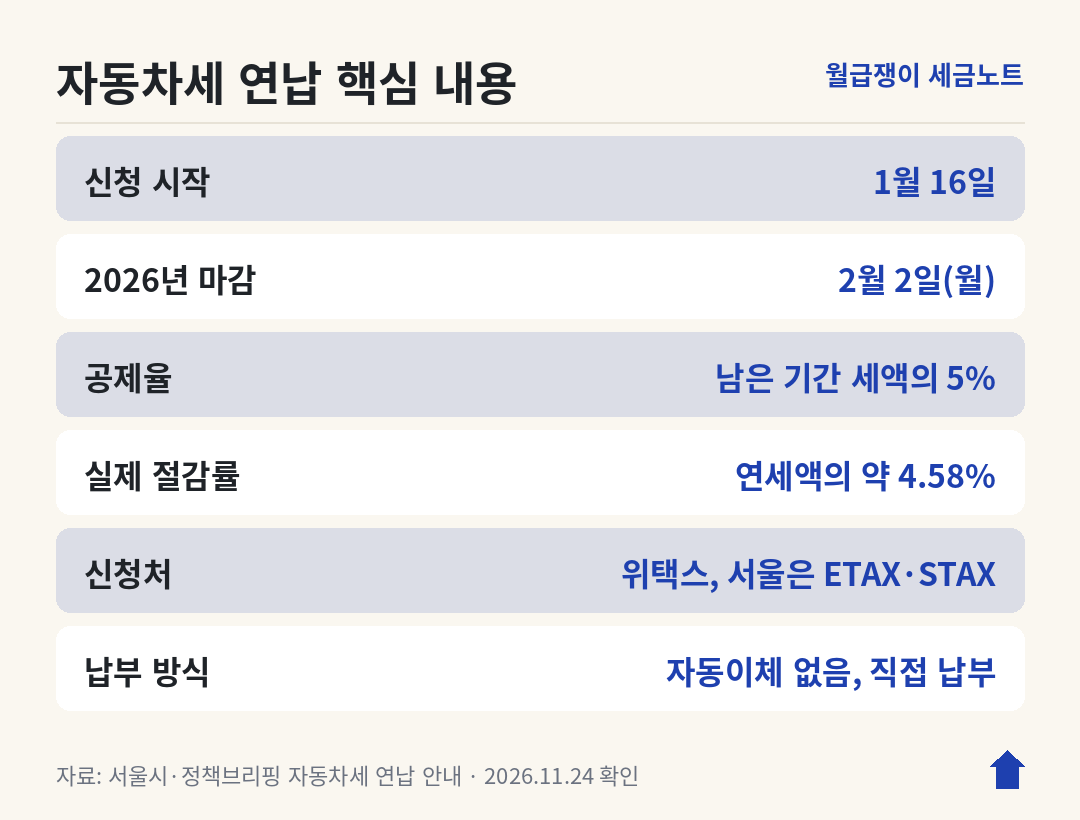 자동차세 연납 핵심 내용
월급쟁이 세금노트
신청 시작 1월 16일
2026년 마감 2월 2일(월)
공제율 남은 기간 세액의 5%
실제 절감률 연세액의 약 4.58%
신청처 위택스, 서울은 ETAX·STAX
납부 방식 자동이체 없음, 직접 납부
자료: 서울시·정책브리핑 자동차세 연납 안내 · 2026.11.24 확인